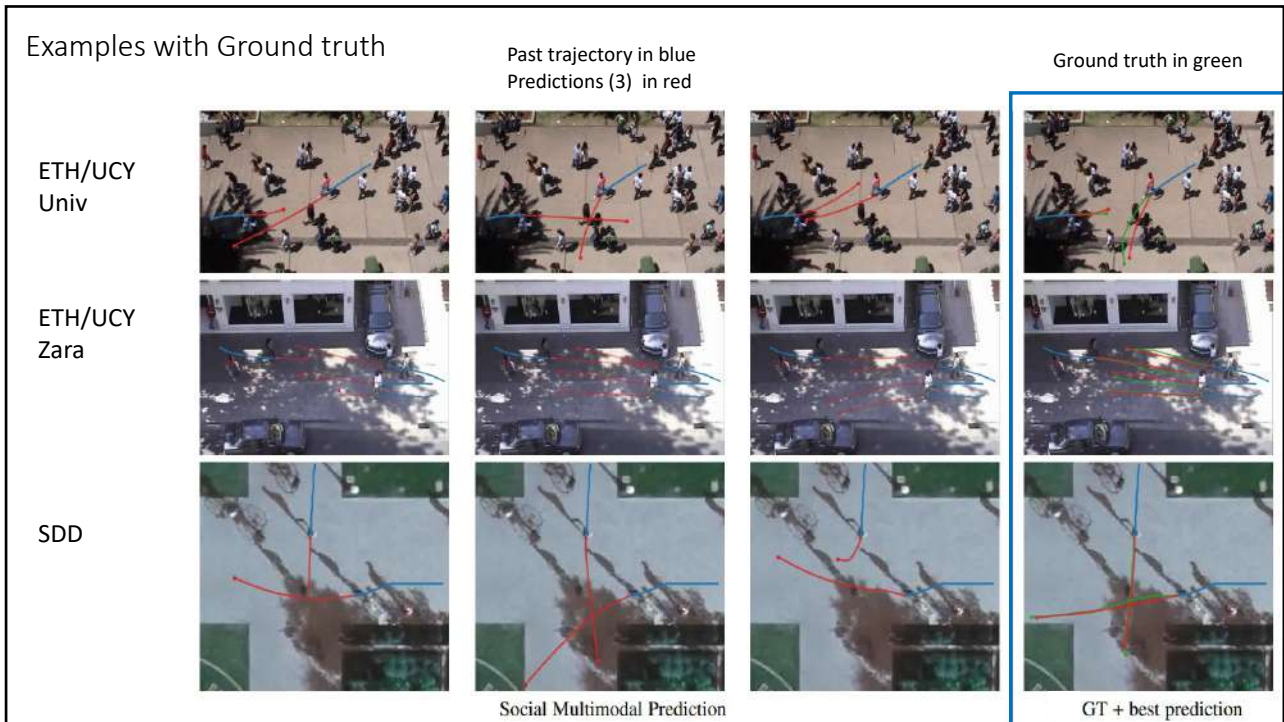 Examples with Ground truth
Past trajectory in blue
Predictions (3) in red
Ground truth in green
ETH/UCY
Univ
ETH/UCY
Zara
SDD
Social Multimodal Prediction
GT + best prediction